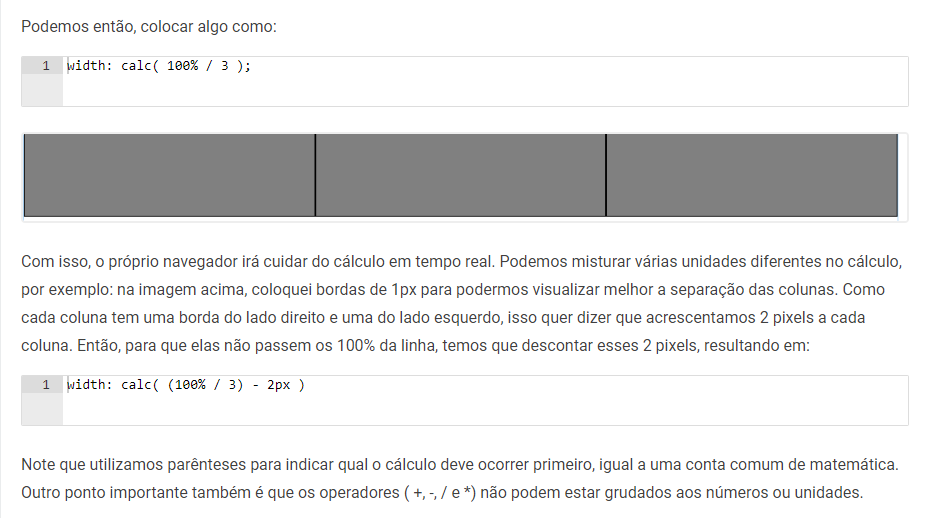 Podemos então, colocar algo como:
1 width: calc( 100% / 3 );
Com isso, o próprio navegador irá cuidar do cálculo em tempo real. Podemos misturar várias unidades diferentes no cálculo,
por exemplo: na imagem acima, coloquei bordas de 1px para podermos visualizar melhor a separação das colunas. Como
cada coluna tem uma borda do lado direito e uma do lado esquerdo, isso quer dizer que acrescentamos 2 pixels a cada
coluna. Então, para que elas não passem os 100% da linha, temos que descontar esses 2 pixels, resultando em:
1 width: calc( (100% / 3) - 2px )
Note que utilizamos parênteses para indicar qual o cálculo deve ocorrer primeiro, igual a uma conta comum de matemática.
Outro ponto importante também é que os operadores ( +, -, / e *) não podem estar grudados aos números ou unidades.